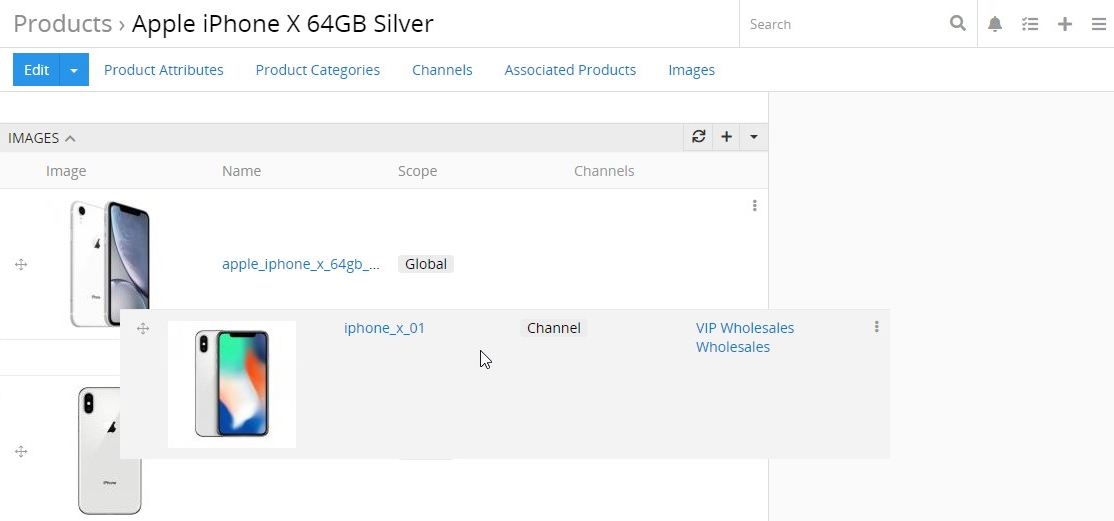 Products › Apple iPhone X 64GB Silver
Search
Edit
Product Attributes
Product Categories
Channels
Associated Products
Images
IMAGES
Image
Name
Scope
Channels
apple_iphone_x_64gb_...
Global
iphone_x_01
Channel
VIP Wholesales
Wholesales
iPhone